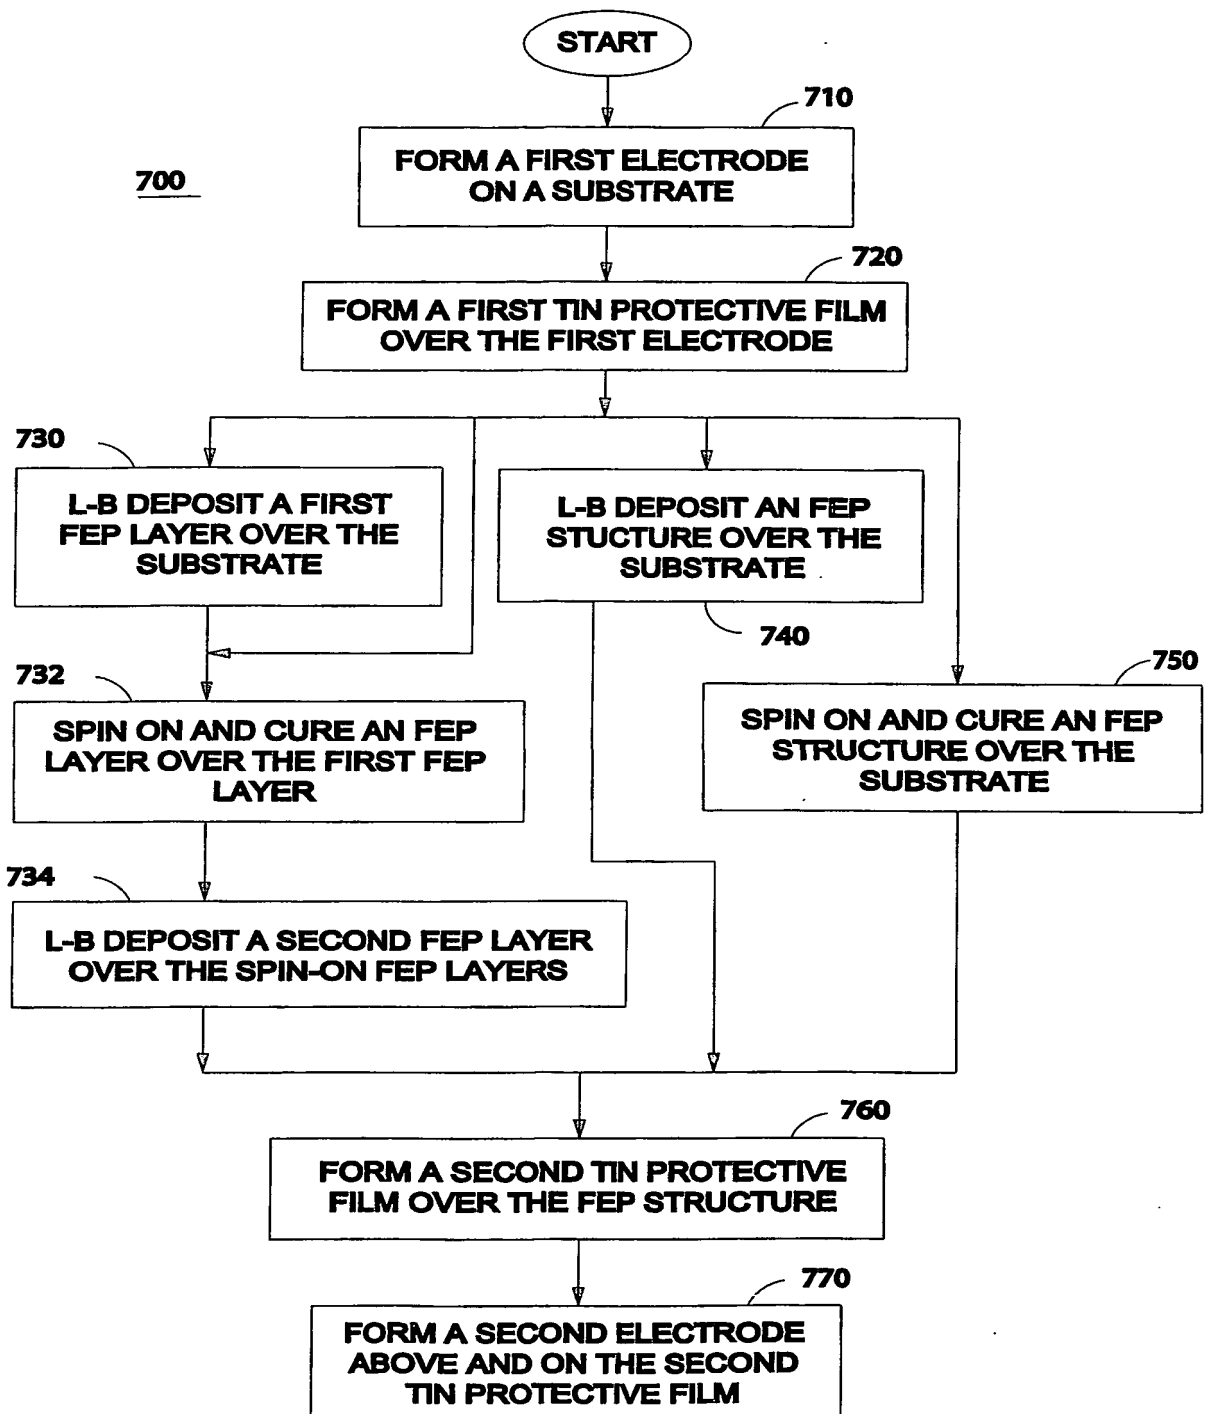 START
710
FORM A FIRST ELECTRODE
ON A SUBSTRATE
700
720
FORM A FIRST TIN PROTECTIVE FILM
OVER THE FIRST ELECTRODE
730
L-B DEPOSIT A FIRST
FEP LAYER OVER THE
SUBSTRATE
L-B DEPOSIT AN FEP
STUCTURE OVER THE
SUBSTRATE
740
750
SPIN ON AND CURE AN FEP
STRUCTURE OVER THE
SUBSTRATE
732
SPIN ON AND CURE AN FEP
LAYER OVER THE FIRST FEP
LAYER
734
L-B DEPOSIT A SECOND FEP LAYER
OVER THE SPIN-ON FEP LAYERS
760
FORM A SECOND TIN PROTECTIVE
FILM OVER THE FEP STRUCTURE
770
FORM A SECOND ELECTRODE
ABOVE AND ON THE SECOND
TIN PROTECTIVE FILM